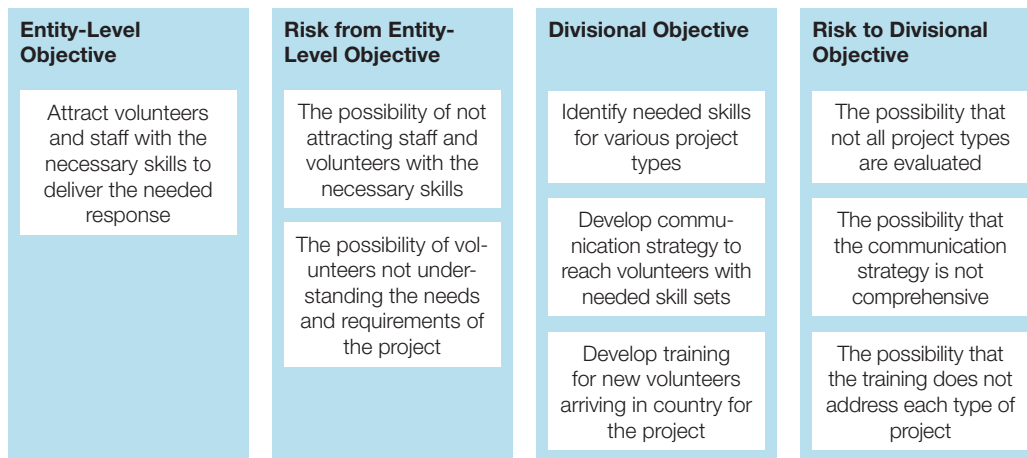 Entity-Level
Objective
Attract volunteers
and staff with the
necessary skills to
deliver the needed
response
Risk from Entity-
Level Objective
The possibility of not
attracting staff and
volunteers with the
necessary skills
The possibility of vol-
unteers not under-
standing the needs
and requirements of
the project
Divisional Objective
Identify needed skills
for various project
types
Develop commu-
nication strategy to
reach volunteers with
needed skill sets
Develop training
for new volunteers
arriving in country for
the project
Risk to Divisional
Objective
The possibility that
not all project types
are evaluated
The possibility that
the communication
strategy is not
comprehensive
The possibility that
the training does not
address each type of
project